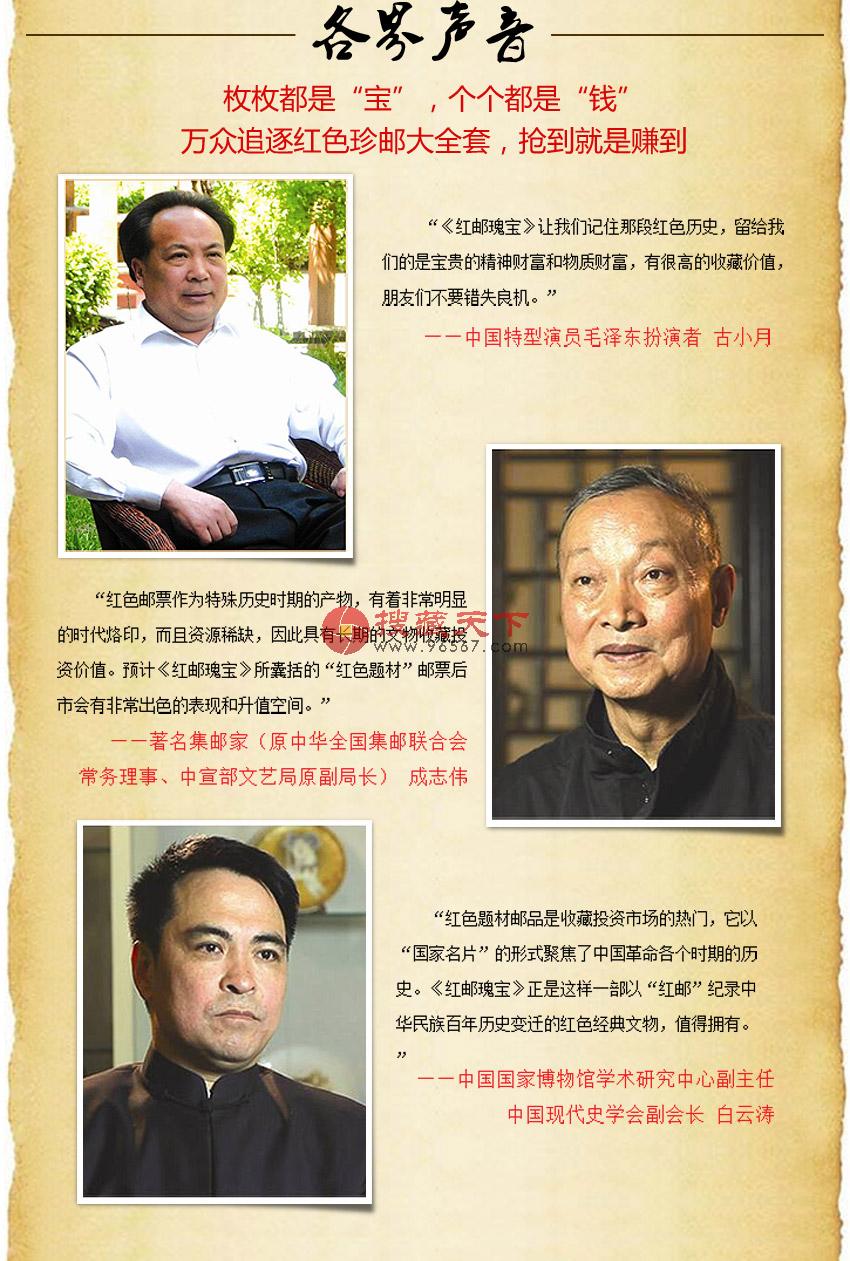 各界声音
枚枚都是“宝”，个个都是“钱”
万众追逐红色珍邮大全套，抢到就是赚到
“《红邮瑰宝》让我们记住那段红色历史，留给我
们的是宝贵的精神财富和物质财富，有很高的收藏价值，
朋友们不要错失良机。”
——中国特型演员毛泽东扮演者 古小月
“红色邮票作为特殊历史时期的产物，有着非常明显
的时代烙印，而且资源稀缺，因此具有长期的文物收藏投
资价值。预计《红邮瑰宝》所囊括的“红色题材”邮票后
市会有非常出色的表现和升值空间。”
——著名集邮家（原中华全国集邮联合会
常务理事、中宣部文艺局原副局长） 成志伟
搜藏天下
www.96567.com
“红色题材邮品是收藏投资市场的热门，它以
“国家名片”的形式聚焦了中国革命各个时期的历
史。《红邮瑰宝》正是这样一部以“红邮”纪录中
华民族百年历史变迁的红色经典文物，值得拥有。
”
——中国国家博物馆学术研究中心副主任
中国现代史学会副会长 白云涛